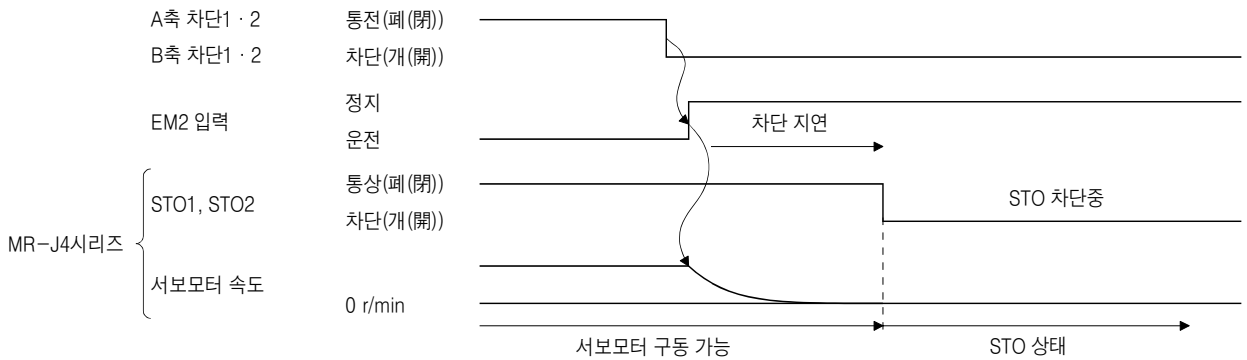 A축 차단1 · 2 통전(폐(閉))
B축 차단1 · 2 차단(개(開))
정지
EM2 입력
운전
차단 지연
통상(폐(閉))
STO1, STO2
차단(개(開))
STO 차단중
MR-J4시리즈
서보모터 속도
0 r/min
서보모터 구동 가능 STO 상태